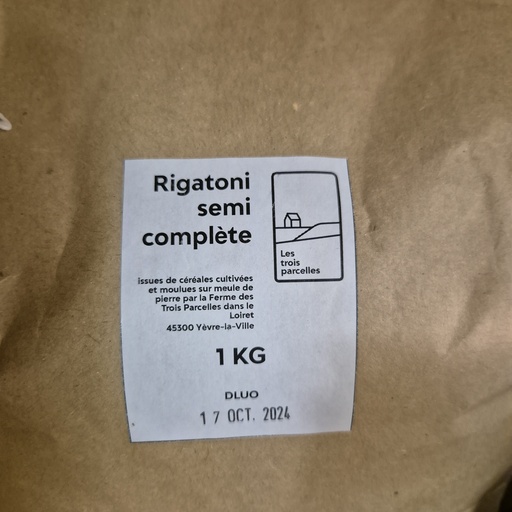 Rigatoni
semi
complète
Les
trois
parcelles
issues de céréales cultivées
et moulues sur meule de
pierre par la Ferme des
Trois Parcelles dans le
Loiret
45300 Yèvre-la-Ville
1 KG
DLUO
17 OCT. 2024